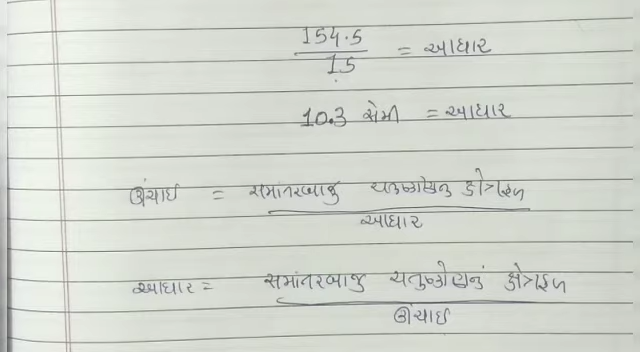 154.5
____ = આધાર
15
10.3 સેમી = આધાર
ઊંચાઈ = સમાંતરબાજુ ચતુષ્કોણનું ક્ષેત્રફળ
આધાર
આધાર = સમાંતરબાજુ ચતુષ્કોણનું ક્ષેત્રફળ
ઊંચાઈ